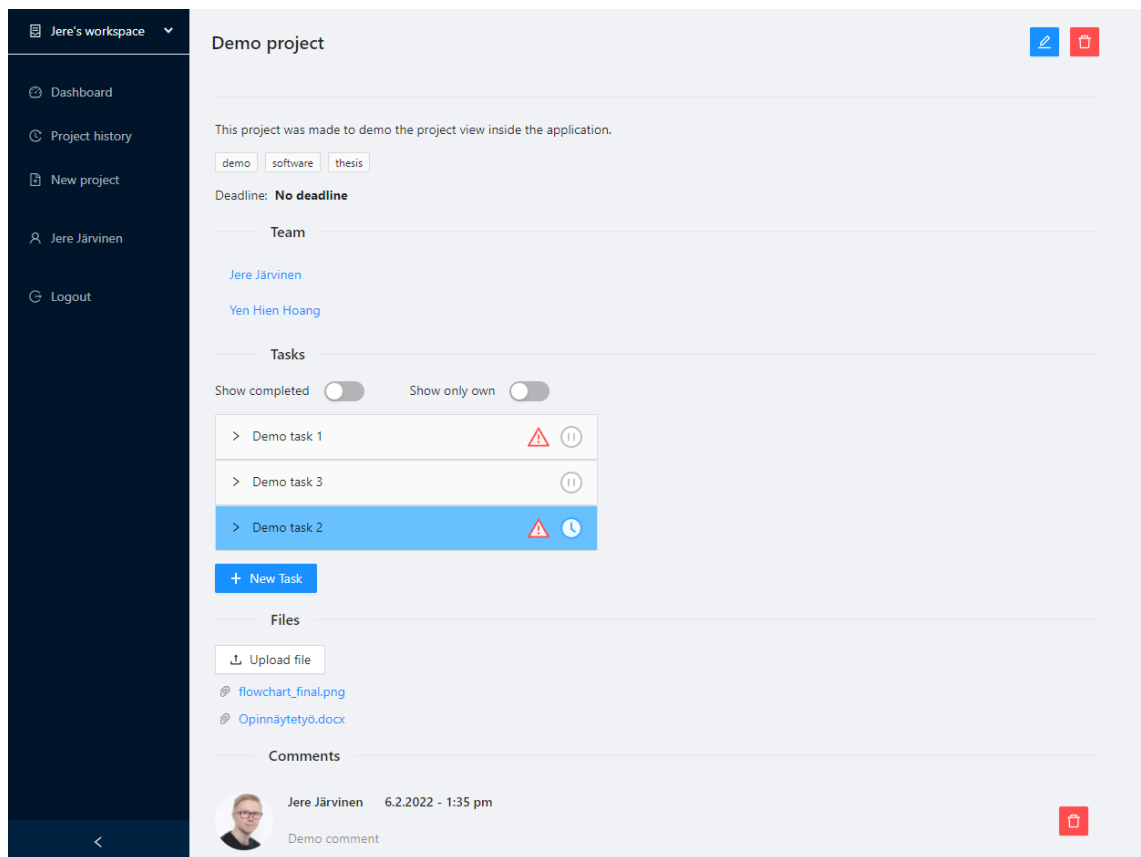 Jere's workspace
Dashboard
Project history
New project
Jere Järvinen
Logout
Demo project
This project was made to demo the project view inside the application.
demo software thesis
Deadline: No deadline
Team
Jere Järvinen
Yen Hien Hoang
Tasks
Show completed Show only own
Demo task 1
Demo task 3
Demo task 2
+ New Task
Files
Upload file
flowchart_final.png
Opinnäytetyö.docx
Comments
Jere Järvinen 6.2.2022 - 1:35 pm
Demo comment